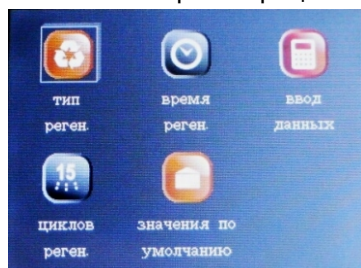 тип
реген.
время
реген.
ввод
данных
15
циклов
реген.
значения по
умолчанию